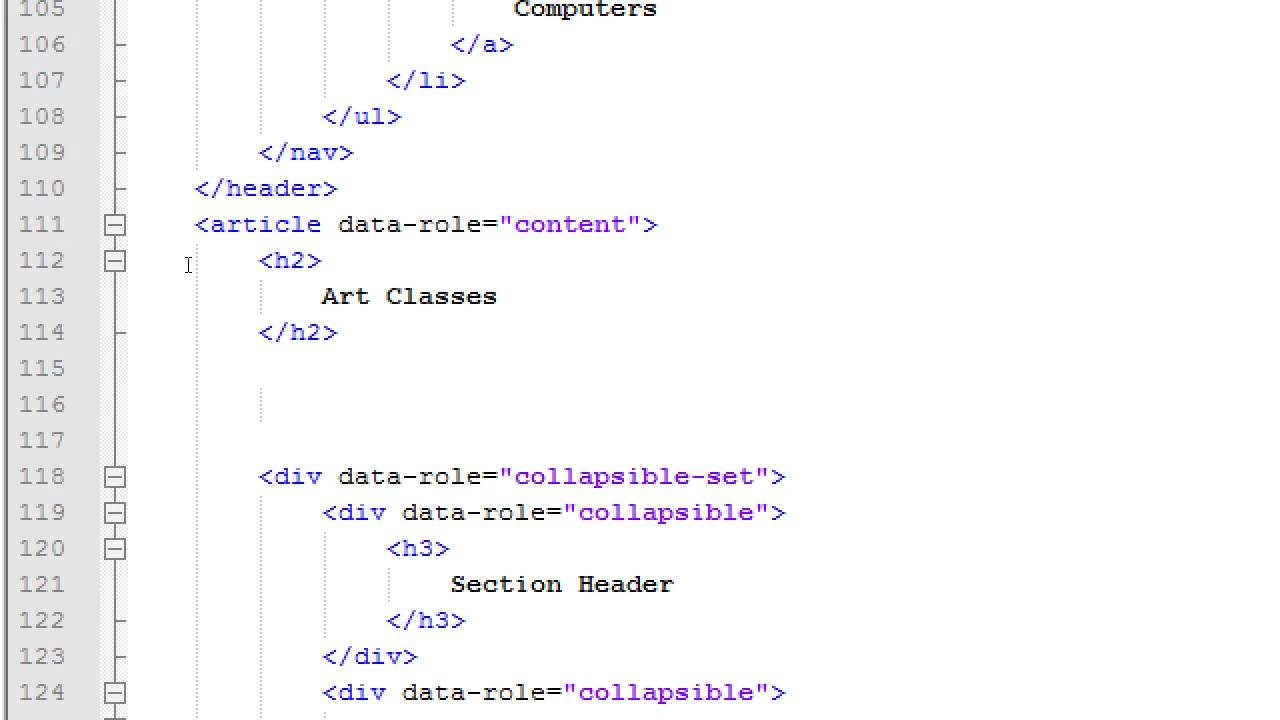 105 Computers
106 </a>
107 </li>
108 </ul>
109 </nav>
110 </header>
111 <article data-role="content">
112 <h2>
113 Art Classes
114 </h2>
115
116
117
118 <div data-role="collapsible-set">
119 <div data-role="collapsible">
120 <h3>
121 Section Header
122 </h3>
123 </div>
124 <div data-role="collapsible">